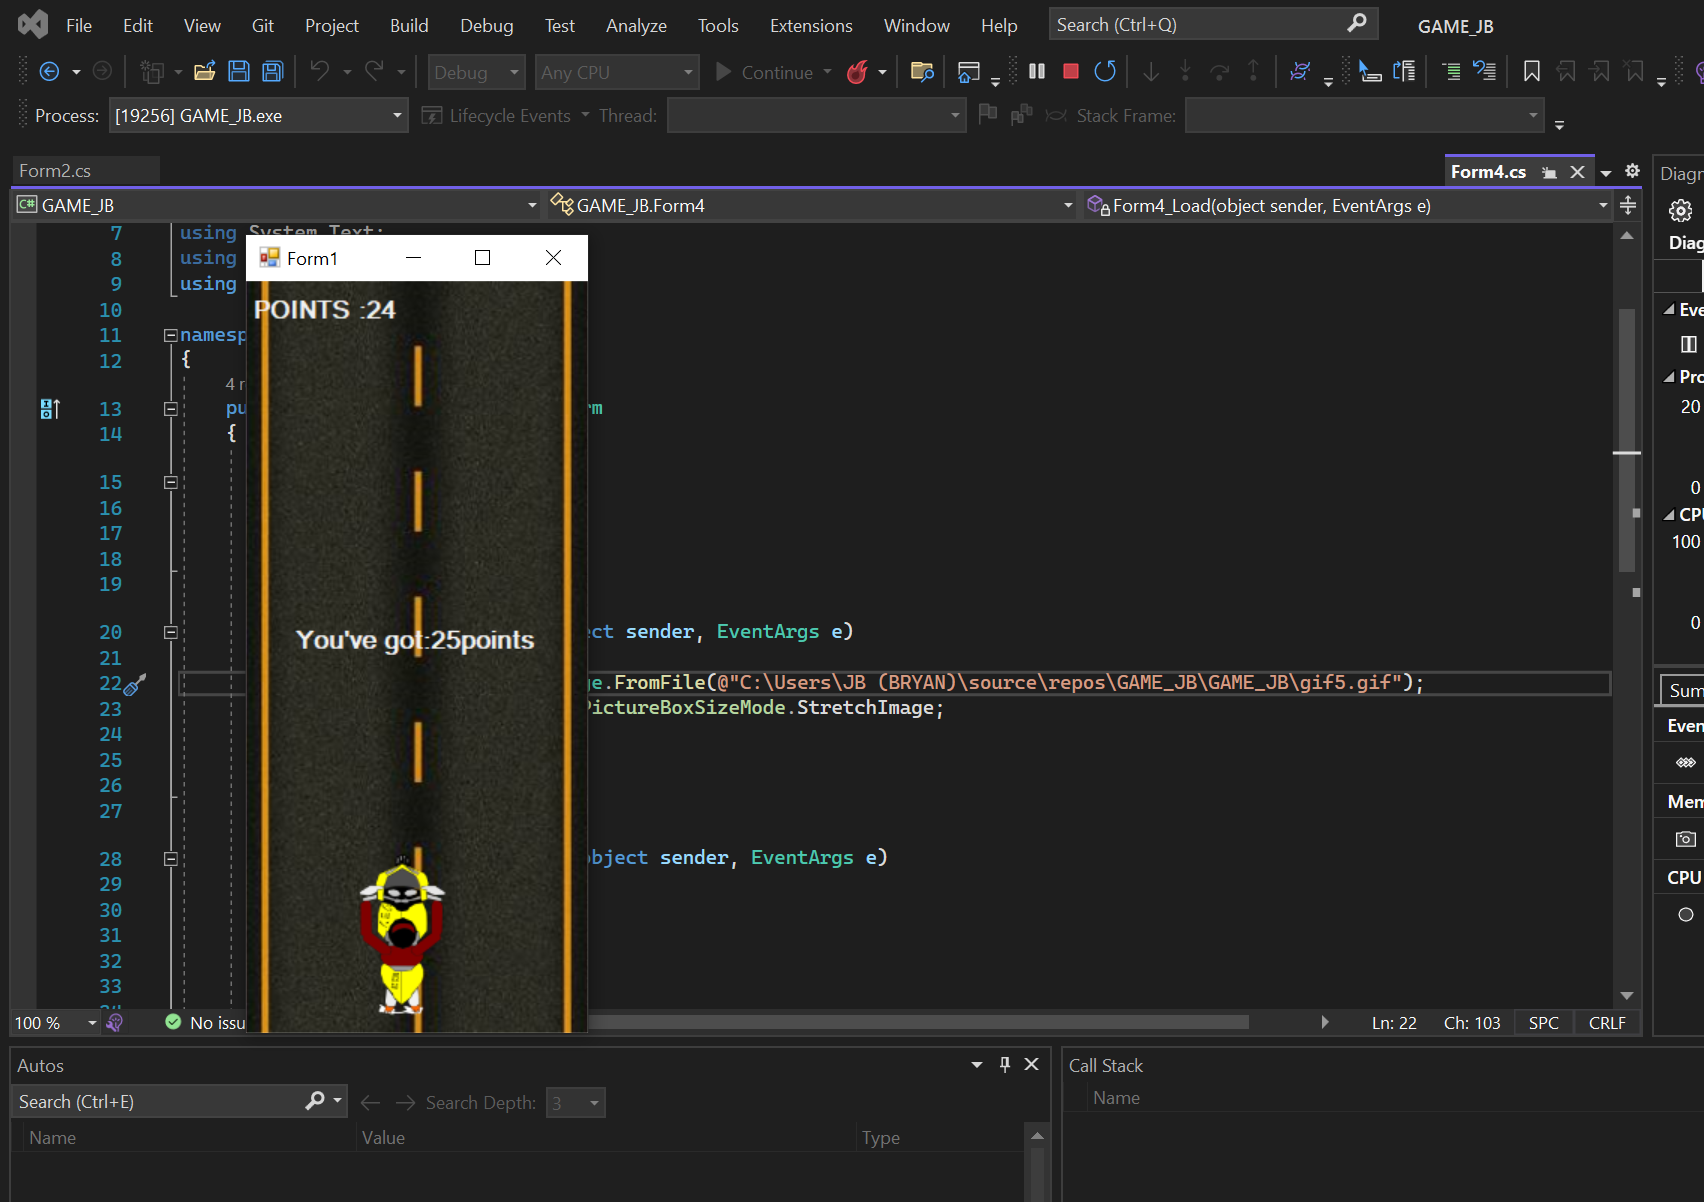 File Edit View Git Project Build Debug Test Analyze Tools Extensions Window Help Search (Ctrl+Q) GAME_JB
Debug Any CPU Continue
Process: [19256] GAME_JB.exe Lifecycle Events Thread: Stack Frame:
Form2.cs Form4.cs
GAME_JB GAME_JB.Form4 Form4_Load(object sender, EventArgs e)
7 using System.Text;
8 using
9 using
10
11 namesp
12 {
4 r
13 pu rm
14 {
15
16
17
18
19
20 ct sender, EventArgs e)
21
22 ge.FromFile(@"C:\Users\JB (BRYAN)\source\repos\GAME_JB\GAME_JB\gif5.gif");
23 PictureBoxSizeMode.StretchImage;
24
25
26
27
28 object sender, EventArgs e)
29
30
31
32
33
Form1
POINTS :24
You've got:25points
100 % No issu Ln: 22 Ch: 103 SPC CRLF
Diagn
Diag
Eve
Pro
20
0
CPU
100
0
Sum
Even
Mem
CPU
Autos
Search (Ctrl+E) Search Depth: 3
Name Value Type
Call Stack
Name